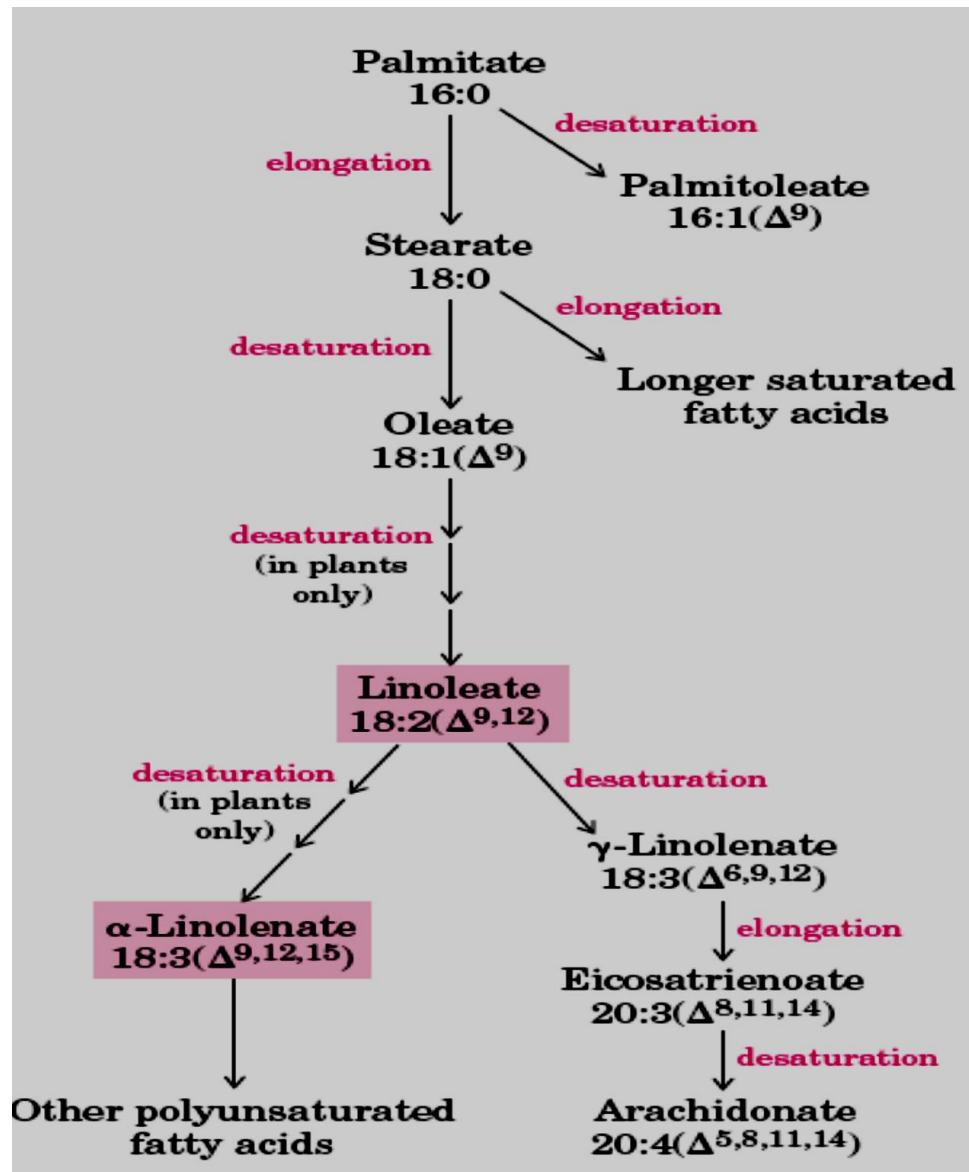 Palmitate
16:0
desaturation
elongation
Palmitoleate
16:1(Δ9)
Stearate
18:0
elongation
desaturation
Longer saturated
fatty acids
Oleate
18:1(Δ9)
desaturation
(in plants
only)
Linoleate
18:2(Δ9,12)
desaturation
(in plants
only)
desaturation
γ-Linolenate
18:3(Δ6,9,12)
α-Linolenate
18:3(Δ9,12,15)
elongation
Eicosatrienoate
20:3(Δ8,11,14)
desaturation
Other polyunsaturated
fatty acids
Arachidonate
20:4(Δ5,8,11,14)